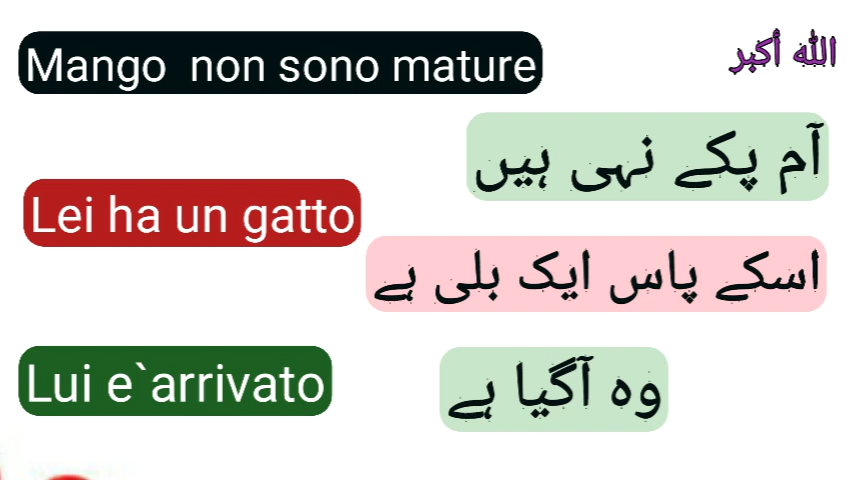 Mango non sono mature
الله أكبر
آم پکے نہی ہیں
Lei ha un gatto
اسکے پاس ایک بلی ہے
Lui e`arrivato
وہ آگیا ہے